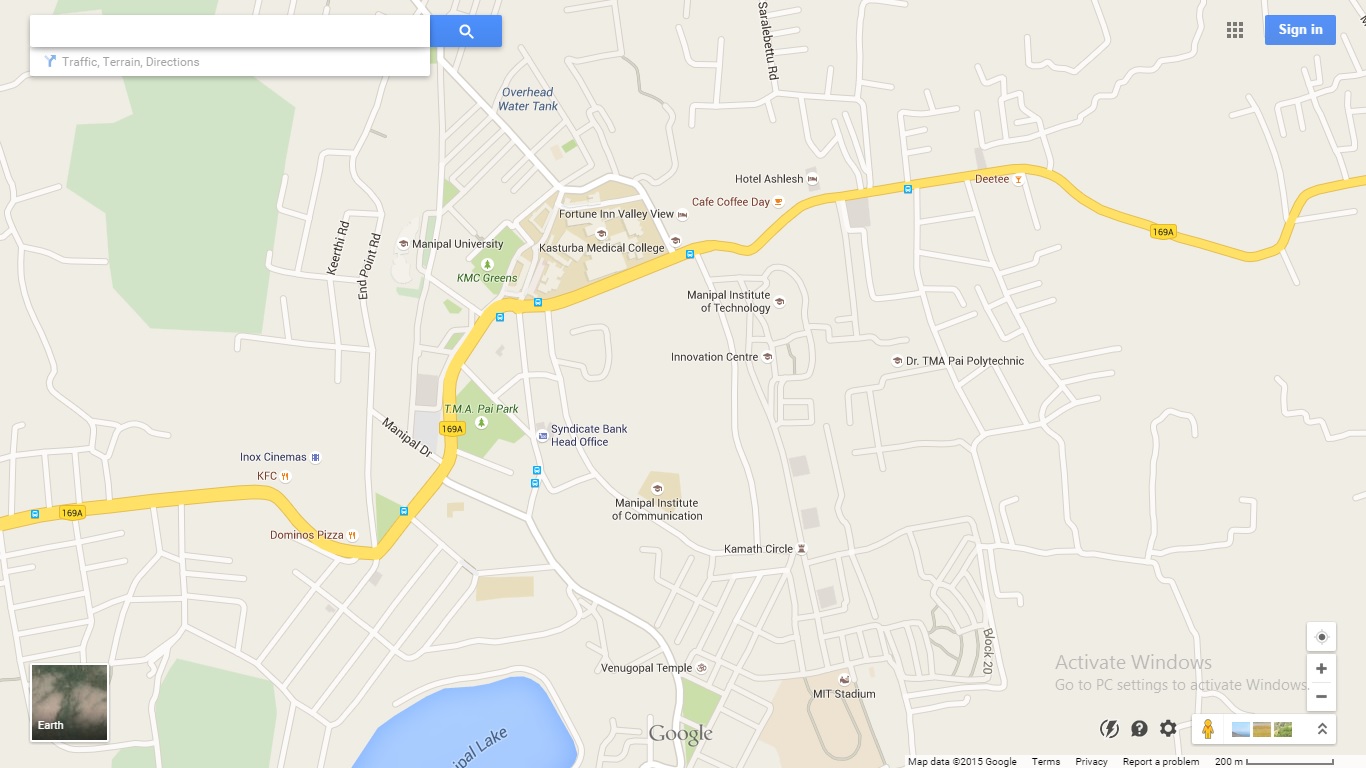 Saralebettu Rd
Sign in
Traffic, Terrain, Directions
Overhead
Water Tank
Hotel Ashlesh
Deetee
Cafe Coffee Day
Fortune Inn Valley View
169A
Keerthi Rd
End Point Rd
Manipal University
Kasturba Medical College
KMC Greens
Manipal Institute
of Technology
Innovation Centre
Dr. TMA Pai Polytechnic
T.M.A. Pai Park
Manipal Dr
169A
Syndicate Bank
Head Office
Inox Cinemas
KFC
169A
Manipal Institute
of Communication
Dominos Pizza
Kamath Circle
Block 20
Venugopal Temple
MIT Stadium
Activate Windows
Go to PC settings to activate Windows.
Earth
ipal Lake
Google
Map data ©2015 Google Terms Privacy Report a problem 200 m